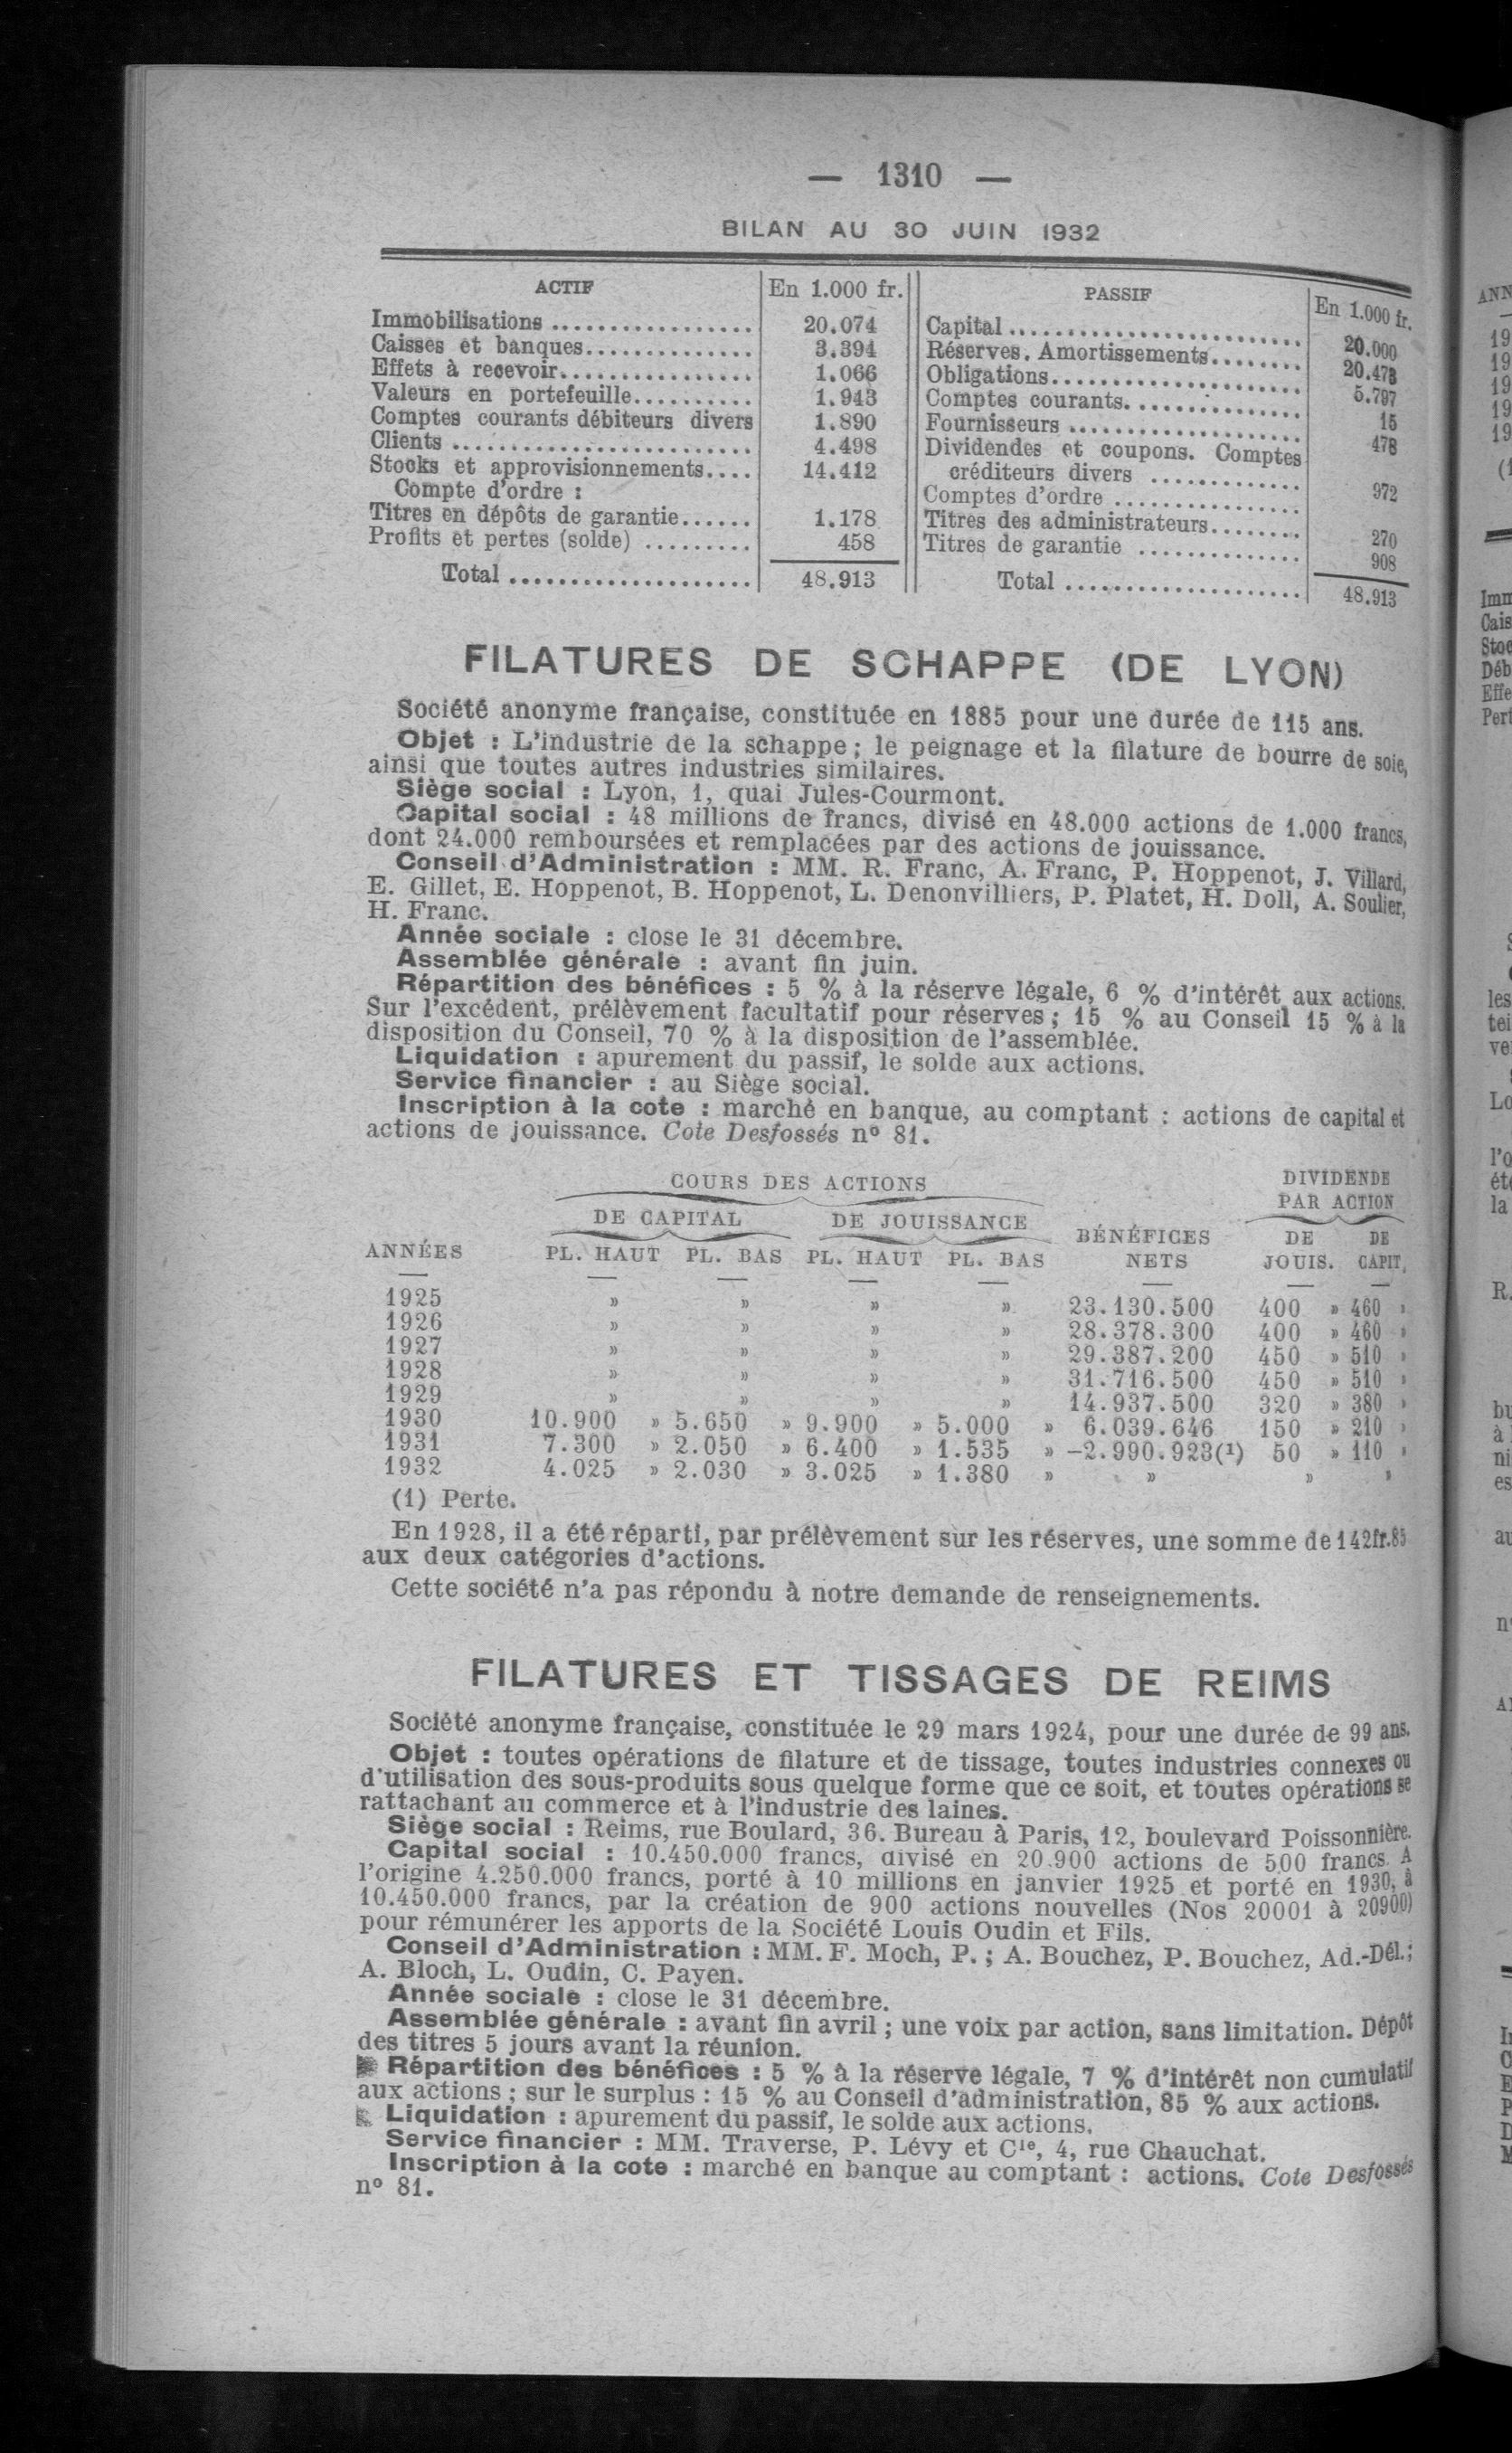 — 1310 —
BILAN AU 30 JUIN 1932
ACTIF En 1.000 fr.
Immobilisations ................. 20.074
Caisses et banques............... 3.394
Effets à recevoir................ 1.066
Valeurs en portefeuille.......... 1.943
Comptes courants débiteurs divers 1.890
Clients ......................... 4.498
Stocks et approvisionnements.... 14.412
Compte d'ordre :
Titres en dépôts de garantie...... 1.178
Profits et pertes (solde) ......... 458
Total .................... 48.913
PASSIF En 1.000 fr.
Capital ......................... 20.000
Réserves. Amortissements........ 20.473
Obligations..................... 5.797
Comptes courants............... 15
Fournisseurs .................... 478
Dividendes et coupons. Comptes
créditeurs divers ............. 972
Comptes d'ordre ................
Titres des administrateurs........ 270
Titres de garantie .............. 908
Total .................... 48.913
FILATURES DE SCHAPPE (DE LYON)
Société anonyme française, constituée en 1885 pour une durée de 115 ans.
Objet : L'industrie de la schappe ; le peignage et la filature de bourre de soie,
ainsi que toutes autres industries similaires.
Siège social : Lyon, 1, quai Jules-Courmont.
Capital social : 48 millions de francs, divisé en 48.000 actions de 1.000 francs,
dont 24.000 remboursées et remplacées par des actions de jouissance.
Conseil d'Administration : MM. R. Franc, A. Franc, P. Hoppenot, J. Villard,
E. Gillet, E. Hoppenot, B. Hoppenot, L. Denonvilliers, P. Platet, H. Doll, A. Soulier,
H. Franc.
Année sociale : close le 31 décembre.
Assemblée générale : avant fin juin.
Répartition des bénéfices : 5 % à la réserve légale, 6 % d'intérêt aux actions.
Sur l'excédent, prélèvement facultatif pour réserves ; 15 % au Conseil 15 % à la
disposition du Conseil, 70 % à la disposition de l'assemblée.
Liquidation : apurement du passif, le solde aux actions.
Service financier : au Siège social.
Inscription à la cote : marché en banque, au comptant : actions de capital et
actions de jouissance. Cote Desfossés n° 81.
COURS DES ACTIONS DIVIDENDE
PAR ACTION
DE CAPITAL DE JOUISSANCE BÉNÉFICES DE DE
ANNÉES PL. HAUT PL. BAS PL. HAUT PL. BAS NETS JOUIS. CAPIT.
1925 » » » » 23.130.500 400 » 460 »
1926 » » » » 28.378.300 400 » 460 »
1927 » » » » 29.387.200 450 » 510 »
1928 » » » » 31.716.500 450 » 510 »
1929 » » » » 14.937.500 320 » 380 »
1930 10.900 » 5.650 » 9.900 » 5.000 » 6.039.646 150 » 210 »
1931 7.300 » 2.050 » 6.400 » 1.535 » —2.990.923(1) 50 » 110 »
1932 4.025 » 2.030 » 3.025 » 1.380 » » » »
(1) Perte.
En 1928, il a été réparti, par prélèvement sur les réserves, une somme de 142fr.85
aux deux catégories d'actions.
Cette société n'a pas répondu à notre demande de renseignements.
FILATURES ET TISSAGES DE REIMS
Société anonyme française, constituée le 29 mars 1924, pour une durée de 99 ans.
Objet : toutes opérations de filature et de tissage, toutes industries connexes ou
d'utilisation des sous-produits sous quelque forme que ce soit, et toutes opérations se
rattachant au commerce et à l'industrie des laines.
Siège social : Reims, rue Boulard, 36. Bureau à Paris, 12, boulevard Poissonnière.
Capital social : 10.450.000 francs, divisé en 20.900 actions de 500 francs. A
l'origine 4.250.000 francs, porté à 10 millions en janvier 1925 et porté en 1930, à
10.450.000 francs, par la création de 900 actions nouvelles (Nos 20001 à 20900)
pour rémunérer les apports de la Société Louis Oudin et Fils.
Conseil d'Administration : MM. F. Moch, P. ; A. Bouchez, P. Bouchez, Ad.-Dél. ;
A. Bloch, L. Oudin, C. Payen.
Année sociale : close le 31 décembre.
Assemblée générale : avant fin avril ; une voix par action, sans limitation. Dépôt
des titres 5 jours avant la réunion.
Répartition des bénéfices : 5 % à la réserve légale, 7 % d'intérêt non cumulatif
aux actions ; sur le surplus : 15 % au Conseil d'administration, 85 % aux actions.
Liquidation : apurement du passif, le solde aux actions.
Service financier : MM. Traverse, P. Lévy et Cie, 4, rue Chauchat.
Inscription à la cote : marché en banque au comptant : actions. Cote Desfossés
n° 81.